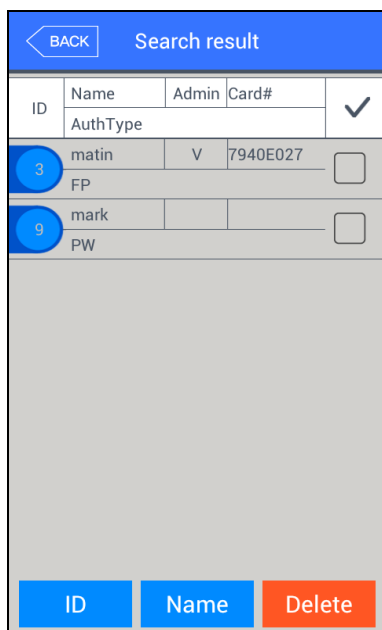 BACK Search result
ID Name Admin Card#
AuthType
3 matin V 7940E027
FP
9 mark
PW
ID Name Delete